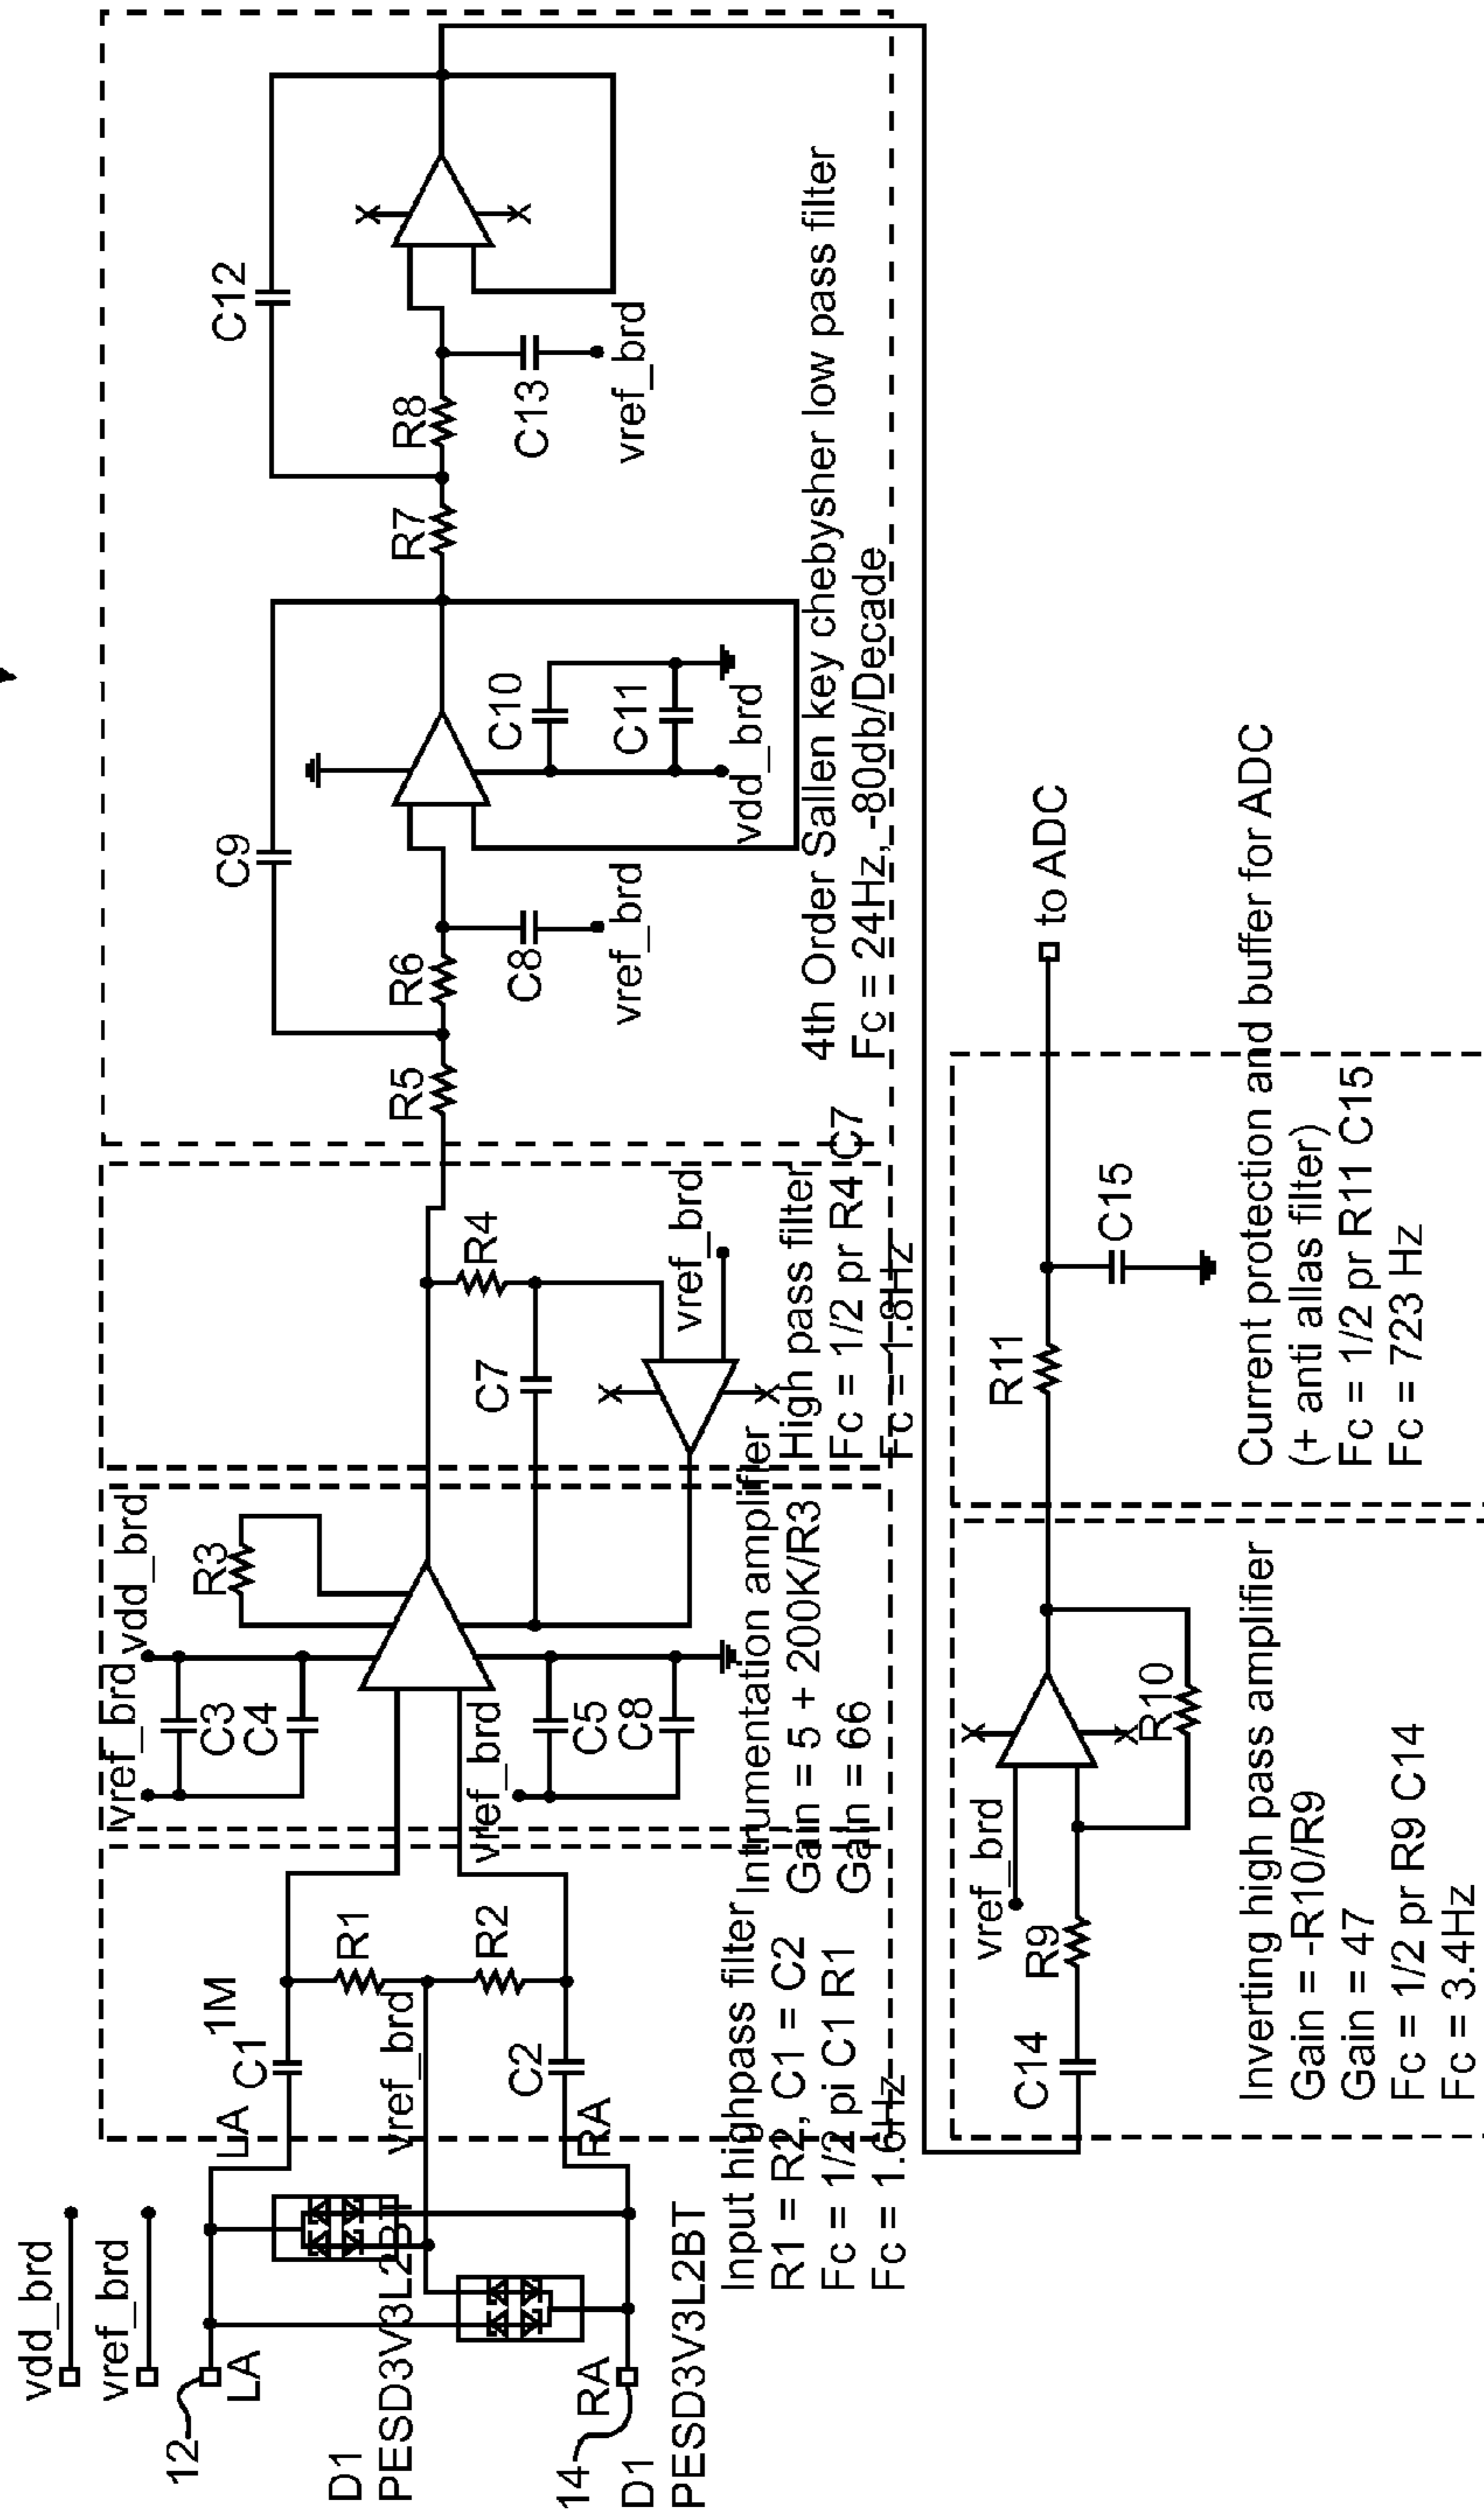 vdd_brd
vref_brd
12
LA
D1
PESD3V3L2BT
14
RA
D1
PESD3V3L2BT
LA
C1
1M
R1
vref_brd
R2
C2
RA
Input highpass filter
R1 = R2, C1 = C2
Fc = 1/2 pi C1 R1
Fc = 1.6Hz
vref_brd
vdd_brd
C3
C4
R3
vref_brd
C5
C8
Intrumentation amplifier
Gain = 5 + 200K/R3
Gain = 66
C7
R4
vref_brd
X
X
High pass filter
Fc = 1/2 pr R4 C7
Fc = 1.8Hz
R5
R6
C9
C8
vref_brd
C10
C11
vdd_brd
R7
R8
C12
C13
vref_brd
X
X
4th Order Sallen key chebysher low pass filter
Fc = 24Hz, -80db/Decade
C14
R9
vref_brd
X
X
R10
Inverting high pass amplifier
Gain = -R10/R9
Gain = 47
Fc = 1/2 pr R9 C14
Fc = 3.4Hz
R11
C15
to ADC
Current protection and buffer for ADC
(+ anti allas filter)
Fc = 1/2 pr R11 C15
Fc = 723 Hz